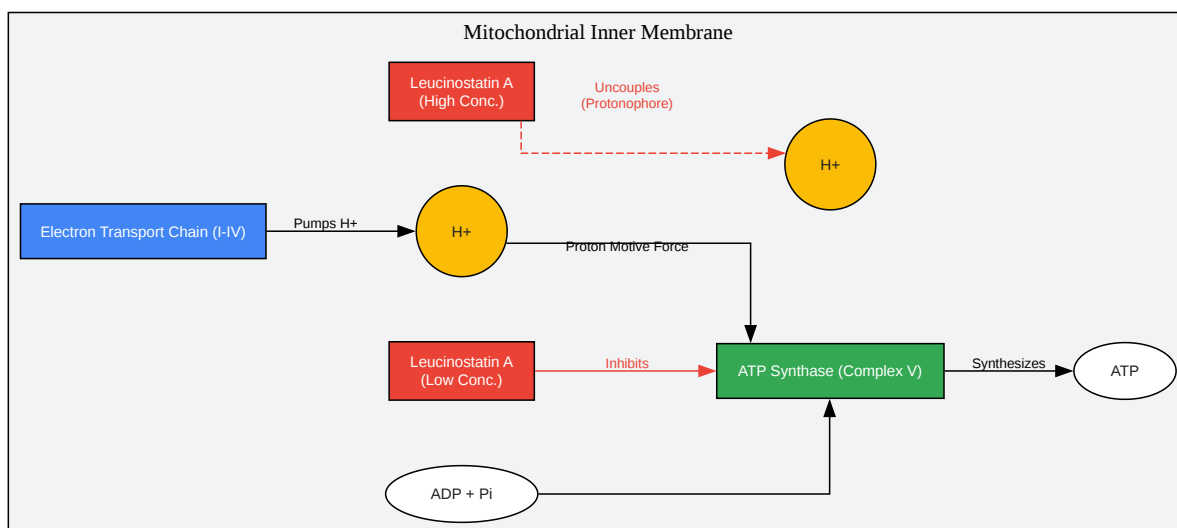 Mitochondrial Inner Membrane
Leucinostatin A
(High Conc.)
Uncouples
(Protonophore)
H+
Electron Transport Chain (I-IV)
Pumps H+
H+
Proton Motive Force
Leucinostatin A
(Low Conc.)
Inhibits
ATP Synthase (Complex V)
Synthesizes
ATP
ADP + Pi